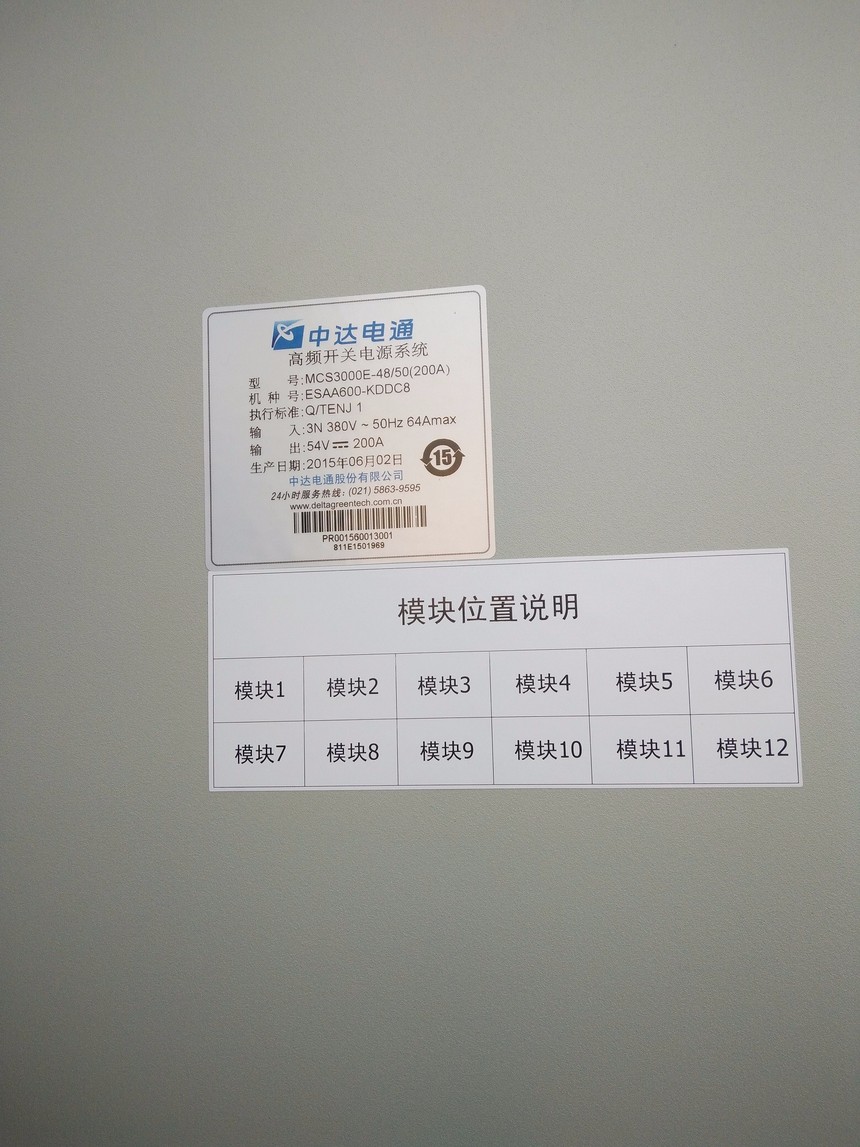 中达电通
高频开关电源系统
型 号:MCS3000E-48/50(200A)
机 种 号:ESAA600-KDDC8
执行标准:Q/TENJ 1
输 入:3N 380V ~ 50Hz 64Amax
输 出:54V⎓ 200A
生产日期:2015年06月02日
15
中达电通股份有限公司
24小时服务热线: (021) 5863-9595
www.deltagreentech.com.cn
PR001560013001
811E1501969
模块位置说明
模块1 模块2 模块3 模块4 模块5 模块6
模块7 模块8 模块9 模块10 模块11 模块12